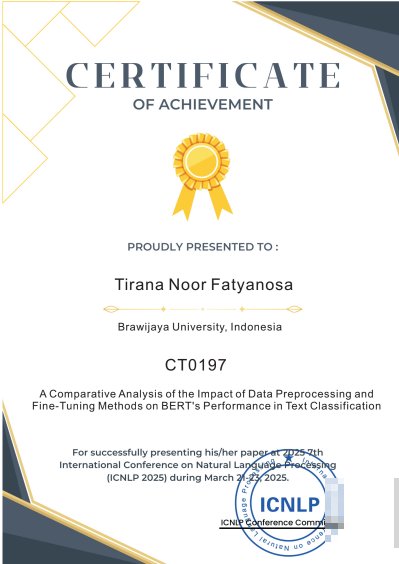 CERTIFICATE
OF ACHIEVEMENT
PROUDLY PRESENTED TO :
Tirana Noor Fatyanosa
Brawijaya University, Indonesia
CT0197
A Comparative Analysis of the Impact of Data Preprocessing and
Fine-Tuning Methods on BERT's Performance in Text Classification
For successfully presenting his/her paper at 2025 7th
International Conference on Natural Language Processing
(ICNLP 2025) during March 21-23, 2025.
ICNLP
ICNLP Conference